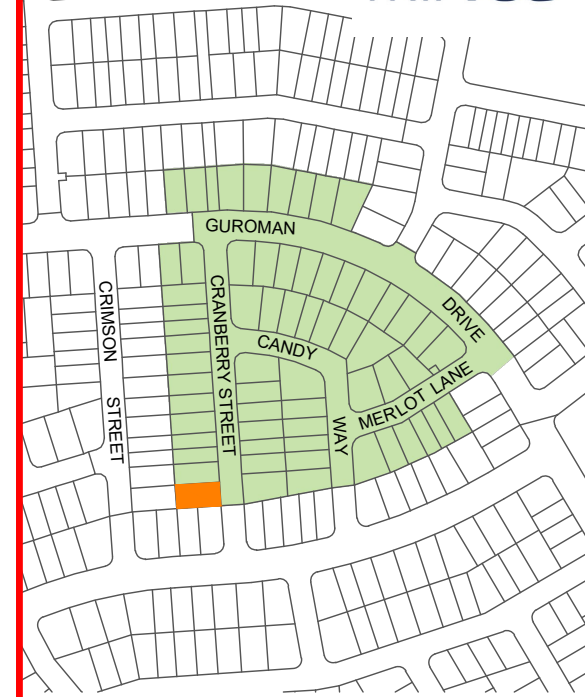 GUROMAN
DRIVE
CRIMSON
STREET
CRANBERRY STREET
CANDY
WAY
MERLOT LANE